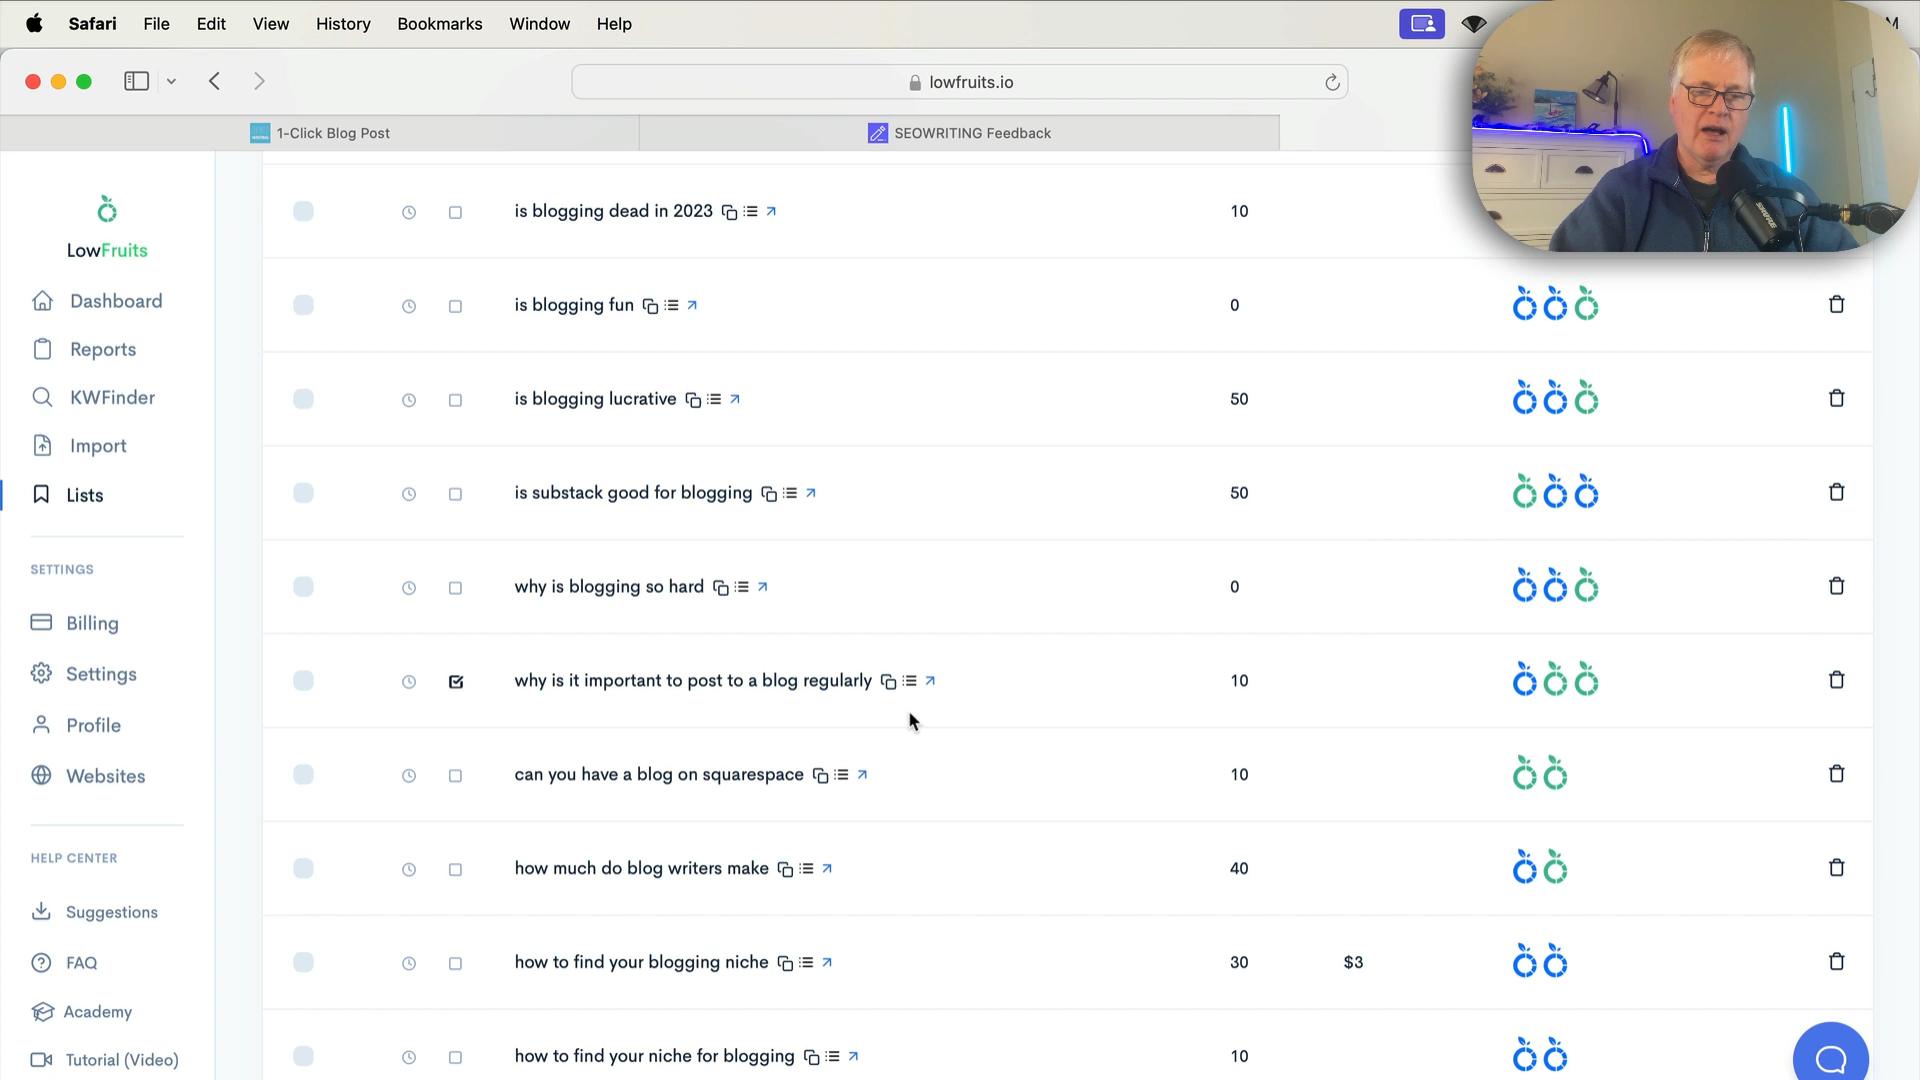 Safari File Edit View History Bookmarks Window Help
M
lowfruits.io
1-Click Blog Post
SEOWRITING Feedback
LowFruits
Dashboard
Reports
KWFinder
Import
Lists
SETTINGS
Billing
Settings
Profile
Websites
HELP CENTER
Suggestions
FAQ
Academy
Tutorial (Video)
is blogging dead in 2023 10
is blogging fun 0
is blogging lucrative 50
is substack good for blogging 50
why is blogging so hard 0
why is it important to post to a blog regularly 10
can you have a blog on squarespace 10
how much do blog writers make 40
how to find your blogging niche 30 $3
how to find your niche for blogging 10
SHURE